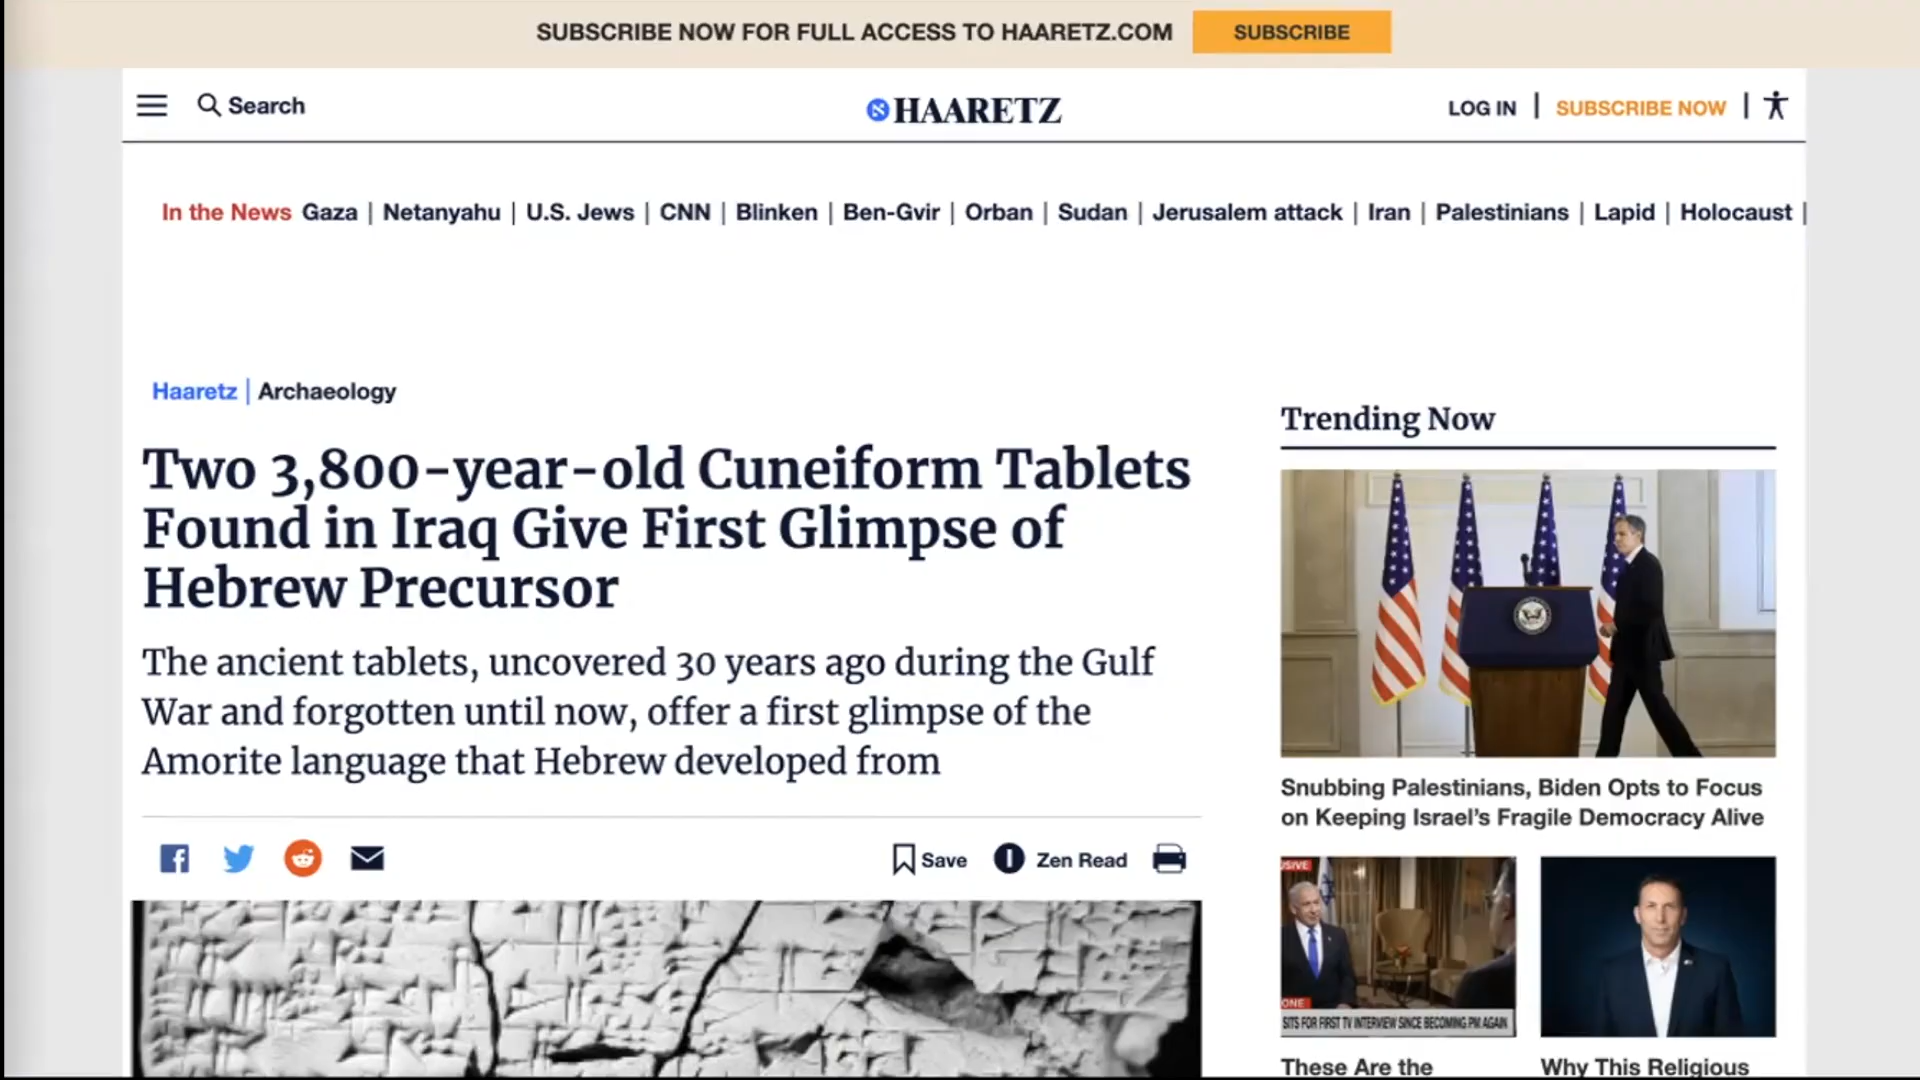 SUBSCRIBE NOW FOR FULL ACCESS TO HAARETZ.COM SUBSCRIBE
Search
HAARETZ
LOG IN | SUBSCRIBE NOW |
In the News Gaza | Netanyahu | U.S. Jews | CNN | Blinken | Ben-Gvir | Orban | Sudan | Jerusalem attack | Iran | Palestinians | Lapid | Holocaust |
Haaretz | Archaeology
Two 3,800-year-old Cuneiform Tablets
Found in Iraq Give First Glimpse of
Hebrew Precursor
The ancient tablets, uncovered 30 years ago during the Gulf
War and forgotten until now, offer a first glimpse of the
Amorite language that Hebrew developed from
Save Zen Read
Trending Now
Snubbing Palestinians, Biden Opts to Focus
on Keeping Israel's Fragile Democracy Alive
USIVE
ONE
SITS FOR FIRST TV INTERVIEW SINCE BECOMING PM AGAIN
These Are the
Why This Religious